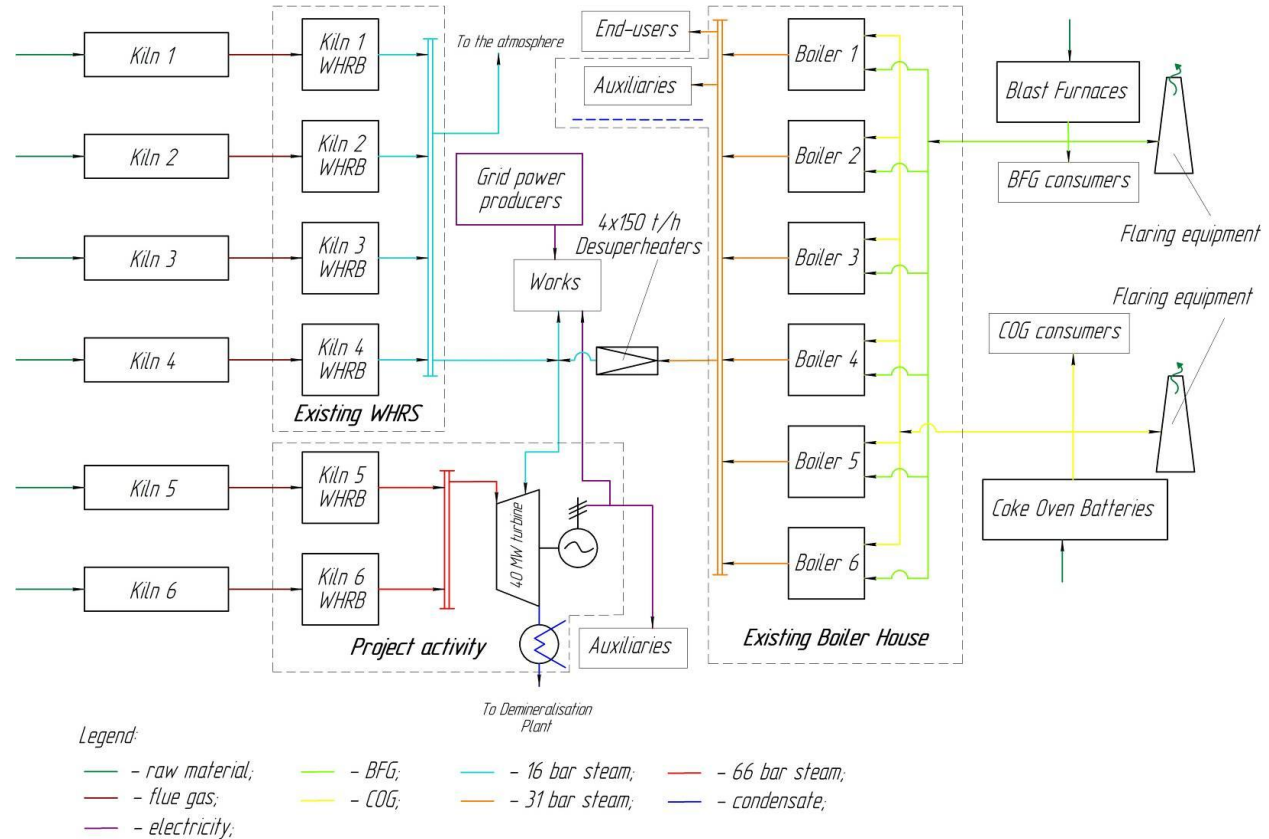 Kiln 1
Kiln 1
WHRB
To the atmosphere
End-users
Auxiliaries
Boiler 1
Blast Furnaces
BFG consumers
Flaring equipment
Kiln 2
Kiln 2
WHRB
Grid power
producers
Boiler 2
4x150 t/h
Desuperheaters
Kiln 3
Kiln 3
WHRB
Works
Boiler 3
Flaring equipment
COG consumers
Kiln 4
Kiln 4
WHRB
Boiler 4
Existing WHRS
Kiln 5
Kiln 5
WHRB
Boiler 5
Coke Oven Batteries
40 MW turbine
Kiln 6
Kiln 6
WHRB
Boiler 6
Project activity
Auxiliaries
Existing Boiler House
To Demineralisation
Plant
Legend:
- raw material;
- BFG;
- 16 bar steam;
- 66 bar steam;
- flue gas;
- COG;
- 31 bar steam;
- condensate;
- electricity;